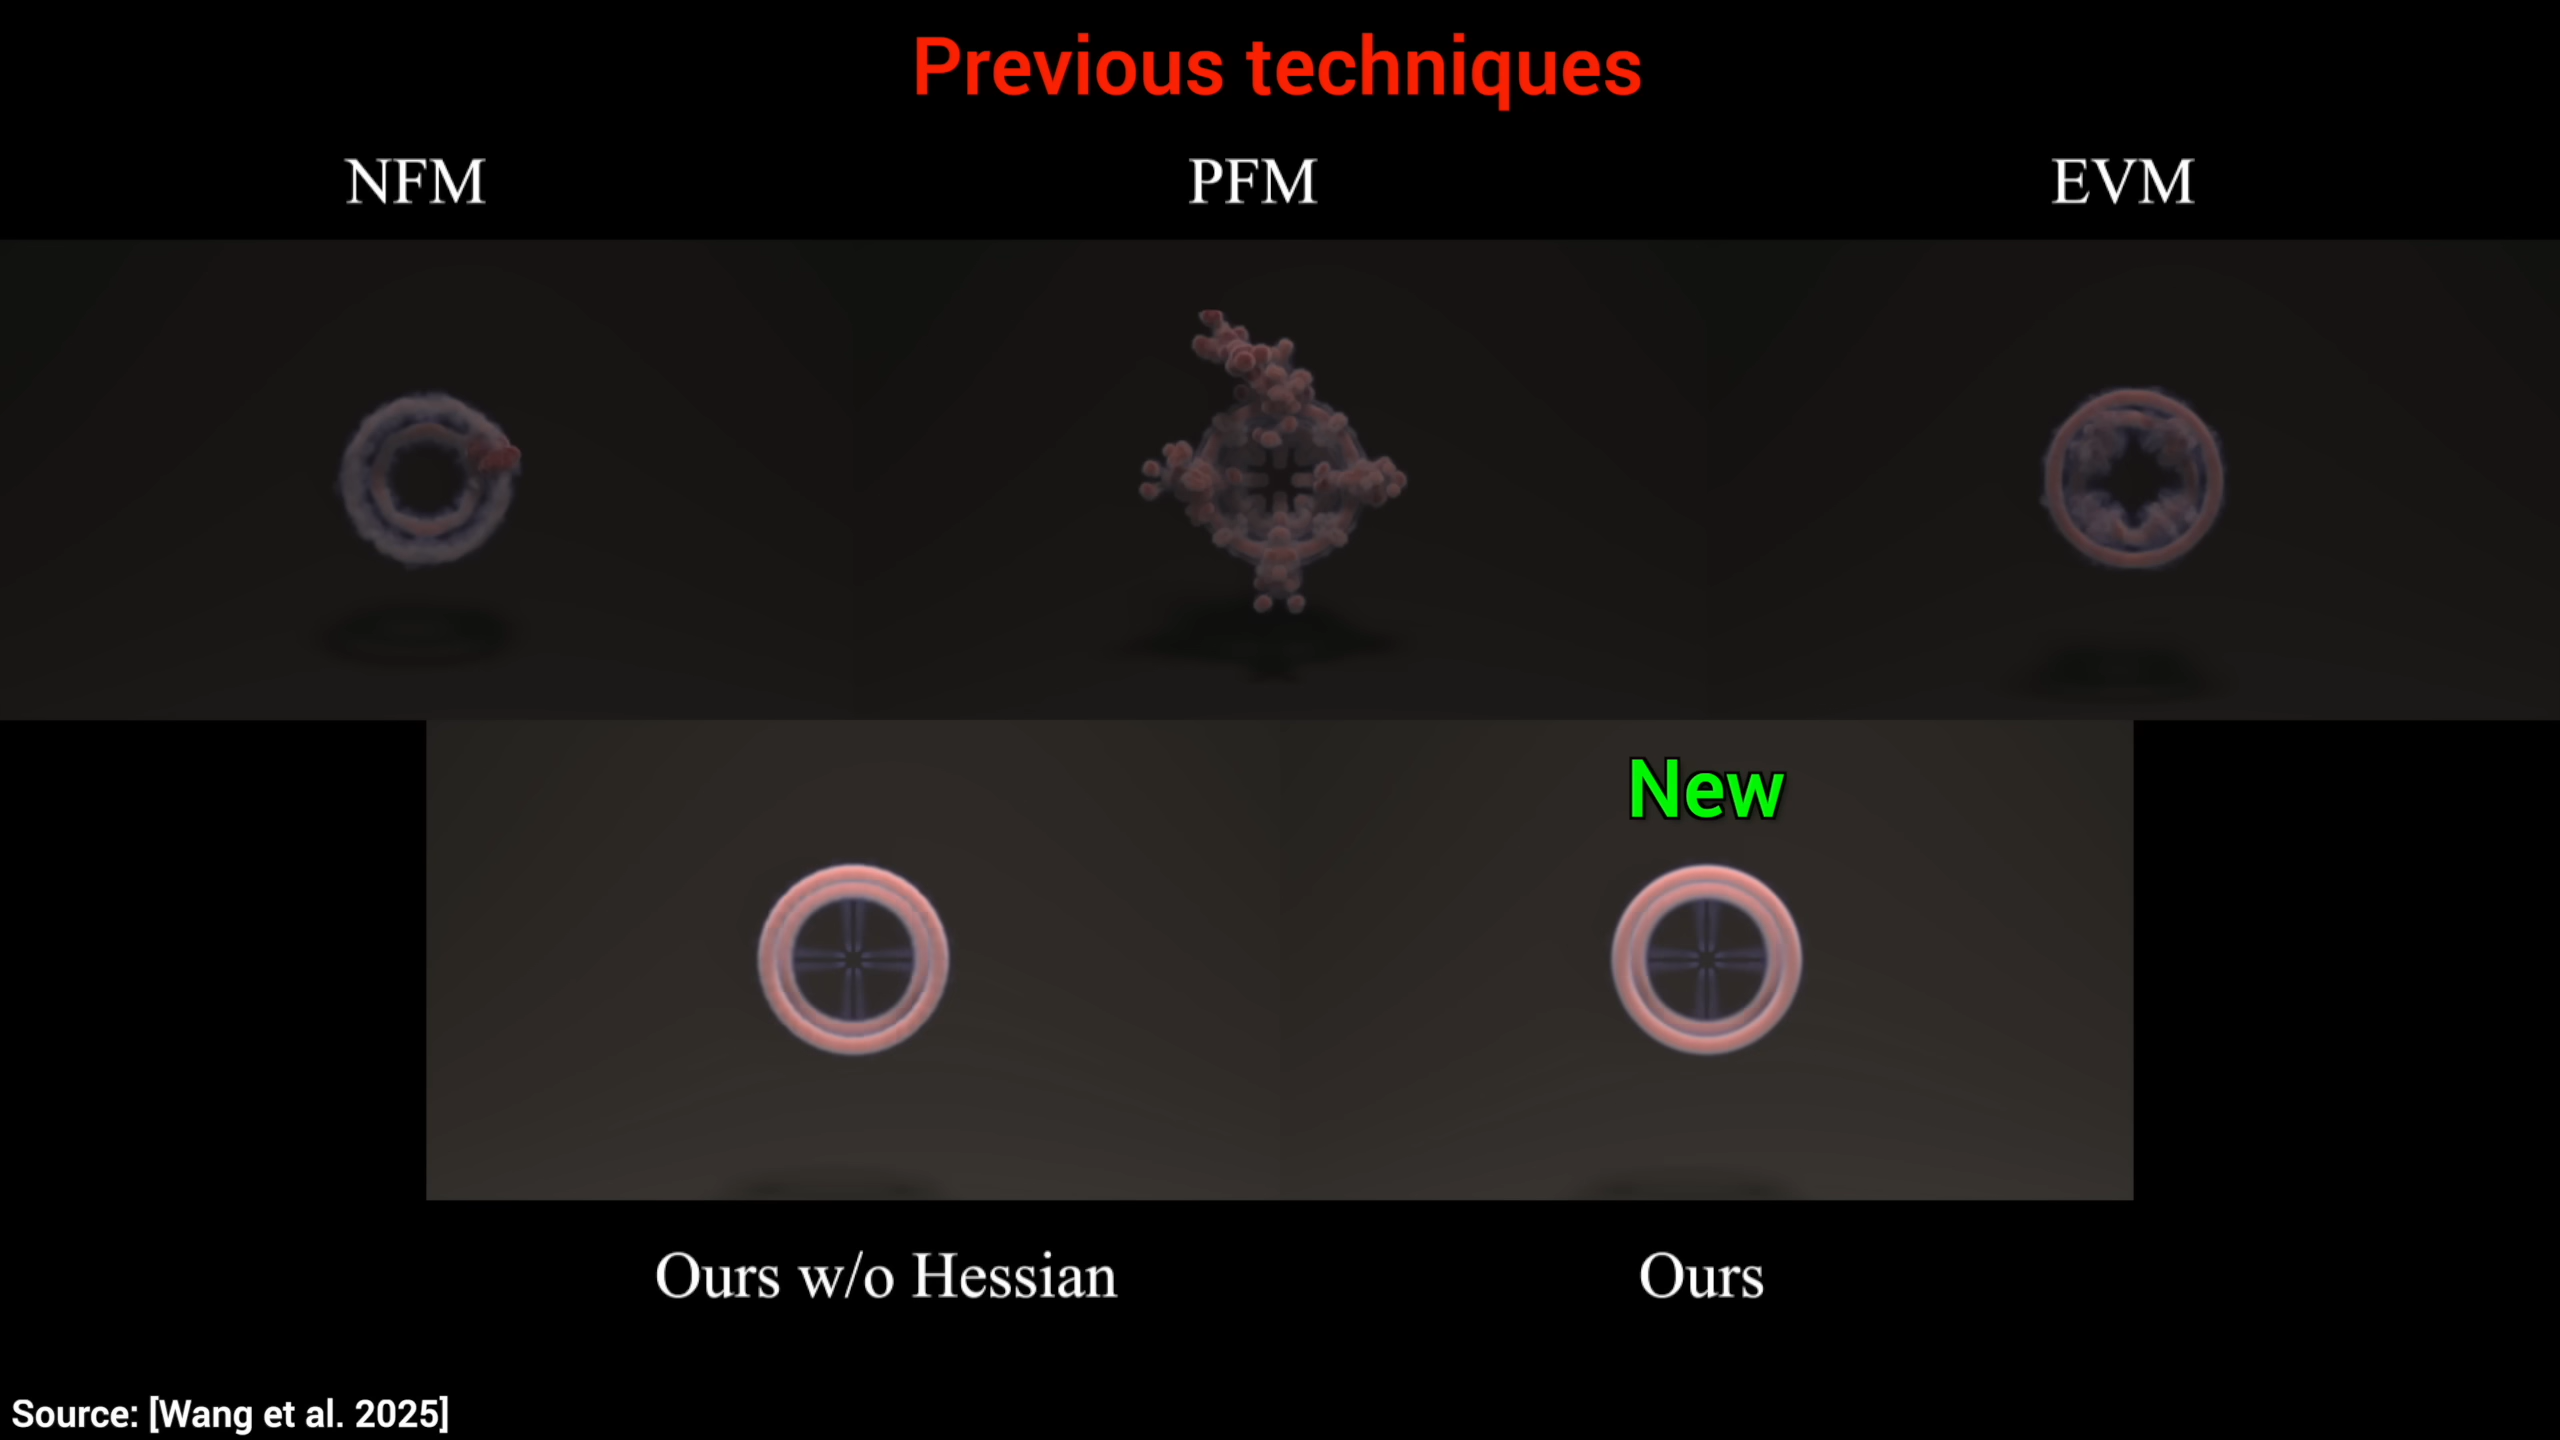 Previous techniques
NFM
PFM
EVM
New
Ours w/o Hessian
Ours
Source: [Wang et al. 2025]